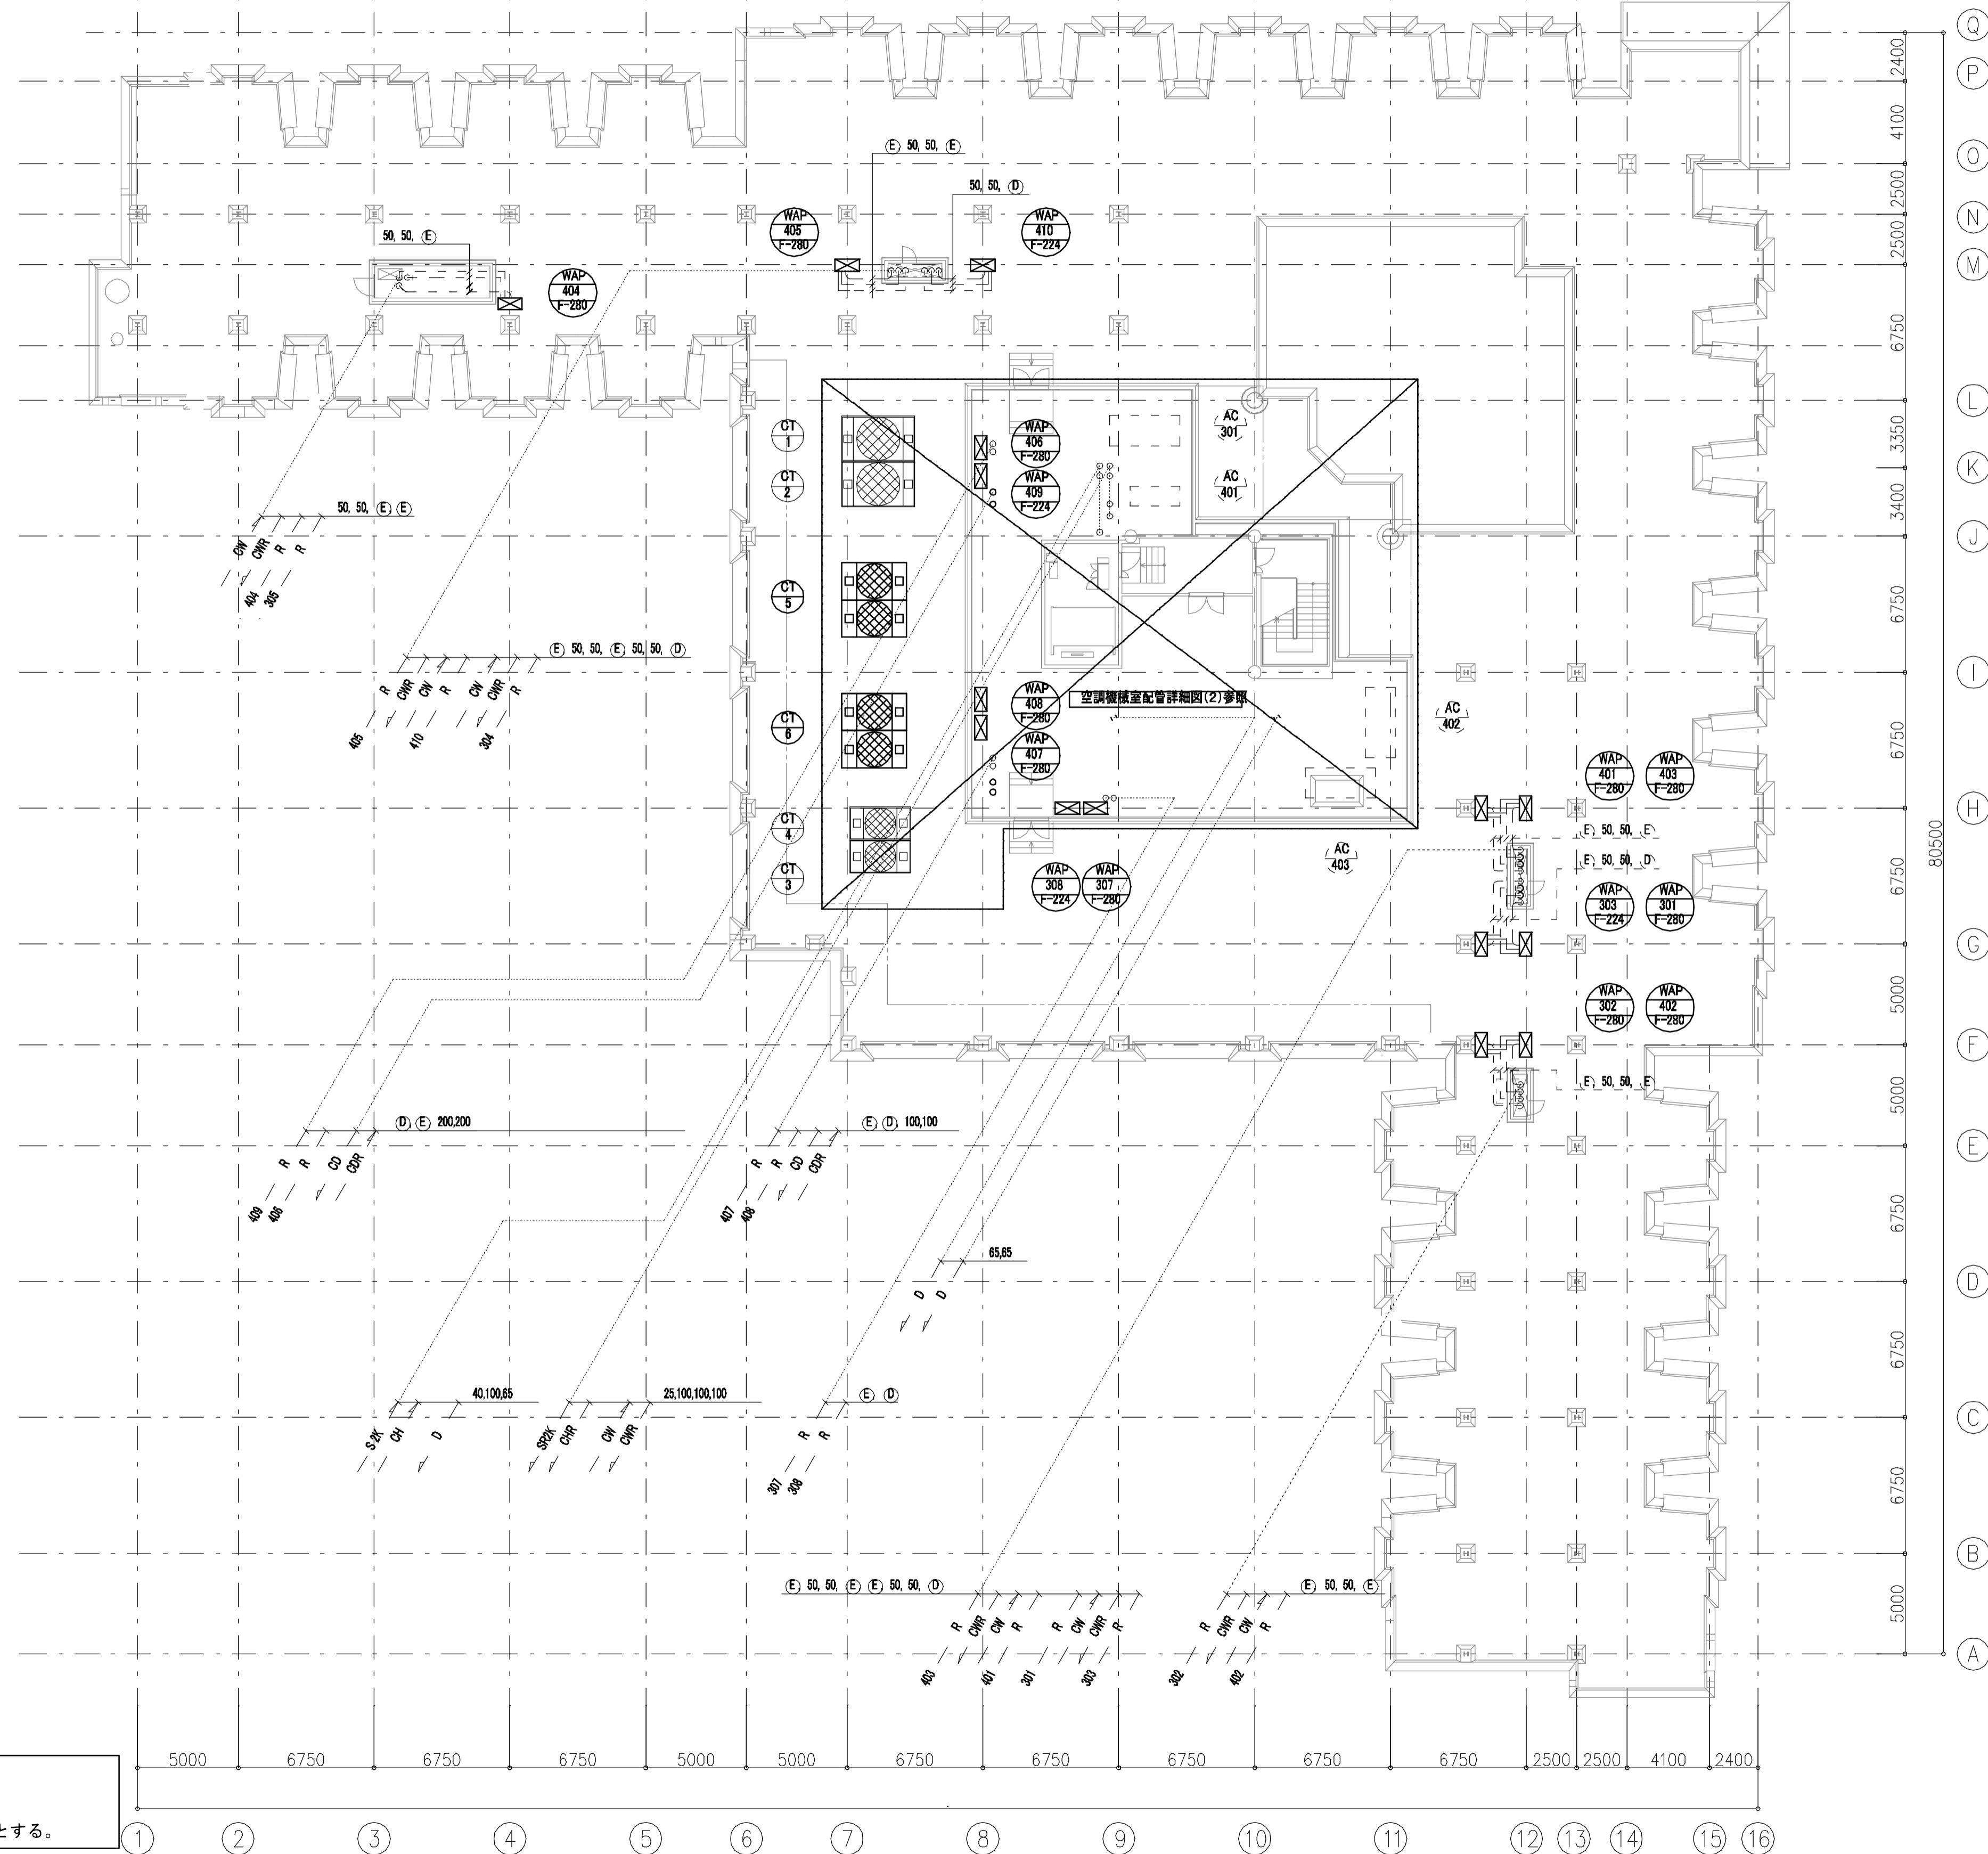 Q
2400
P
4100
O
2500
N
2500
M
6750
L
3350
K
3400
J
6750
I
6750
H
6750
G
5000
F
5000
E
6750
D
6750
C
6750
B
5000
A
80500
E 50, 50, E
50, 50, D
50, 50, E
WAP 405 F-280
WAP 410 F-224
WAP 404 F-280
CT 1
CT 2
CT 5
CT 6
CT 4
CT 3
WAP 406 F-280
WAP 409 F-224
AC 301
AC 401
WAP 408 F-280
空調機械室配管詳細図(2)参照
WAP 407 F-280
AC 402
AC 403
WAP 308 F-224
WAP 307 F-280
WAP 401 F-280
WAP 403 F-280
E, 50, 50, E
E, 50, 50, D
WAP 303 F-224
WAP 301 F-280
WAP 302 F-280
WAP 402 F-280
E, 50, 50, E
50, 50, E E
CW CWR R R
404 305
E 50, 50, E 50, 50, D
R CWR CW R CW CWR R
405 410 304
D, E 200,200
R R CD CDR
409 406
E D, 100,100
R R CD CDR
407 408
65,65
D D
40,100,65
S-2K CH D
25,100,100,100
SR2K CHR CW CWR
E, D
R R
307 308
E, 50, 50, E E, 50, 50, D
R CWR CW R R CW CWR R
403 401 301 303
E 50, 50, E
R CWR CW R
302 402
5000 6750 6750 6750 5000 5000 6750 6750 6750 6750 6750 2500 2500 4100 2400
とする。
1 2 3 4 5 6 7 8 9 10 11 12 13 14 15 16